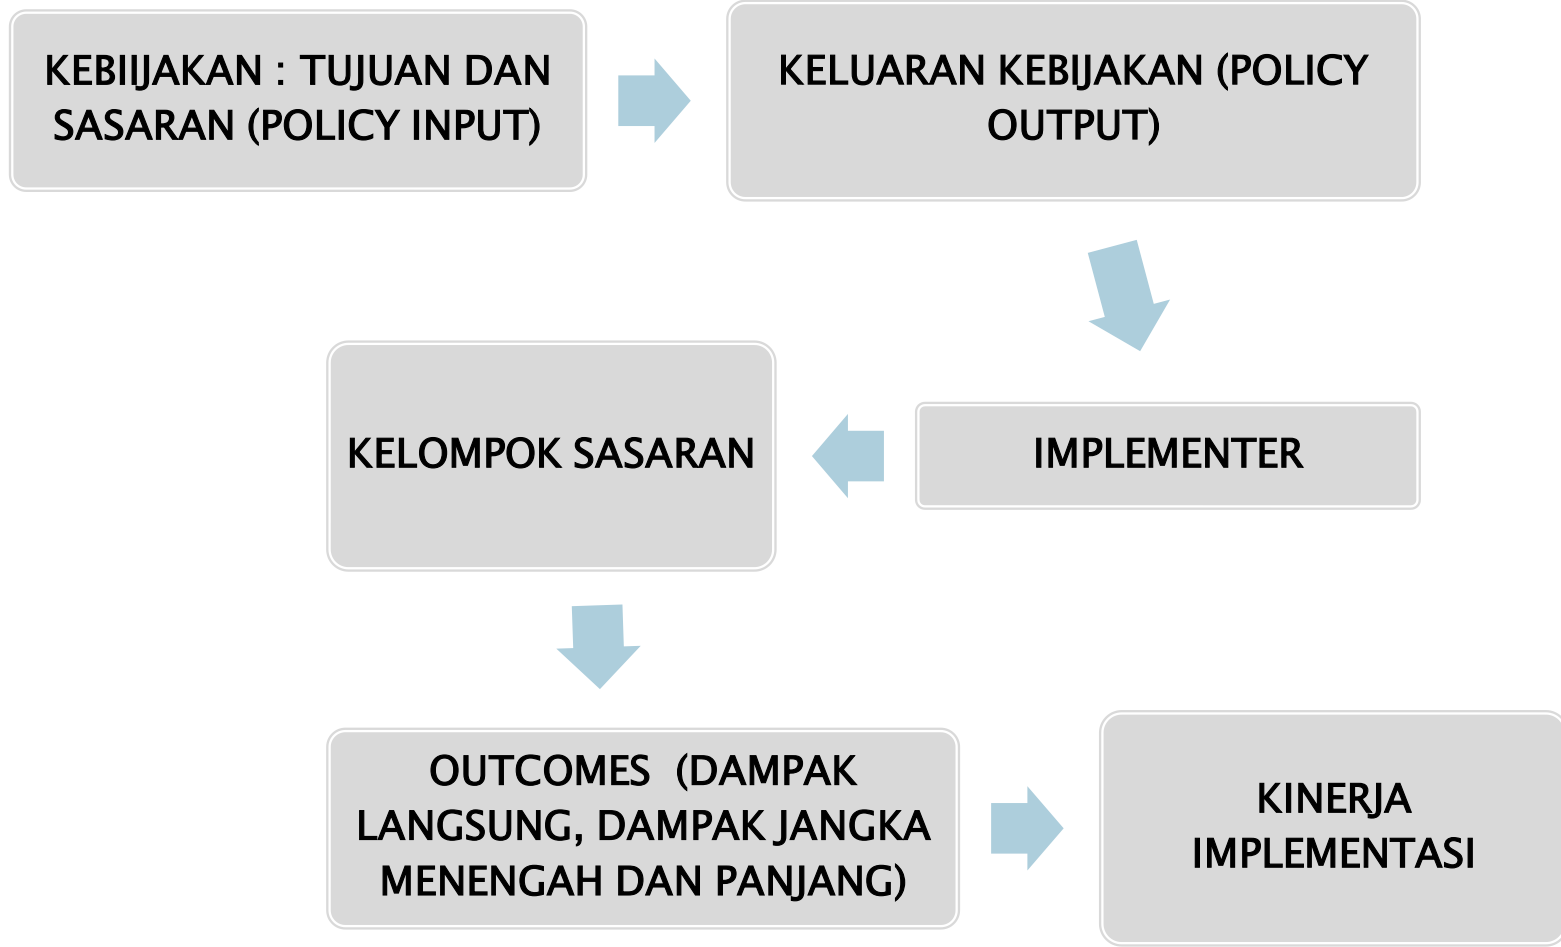 KEBIIJAKAN : TUJUAN DAN
SASARAN (POLICY INPUT)
KELUARAN KEBIJAKAN (POLICY
OUTPUT)
IMPLEMENTER
KELOMPOK SASARAN
OUTCOMES (DAMPAK
LANGSUNG, DAMPAK JANGKA
MENENGAH DAN PANJANG)
KINERJA
IMPLEMENTASI